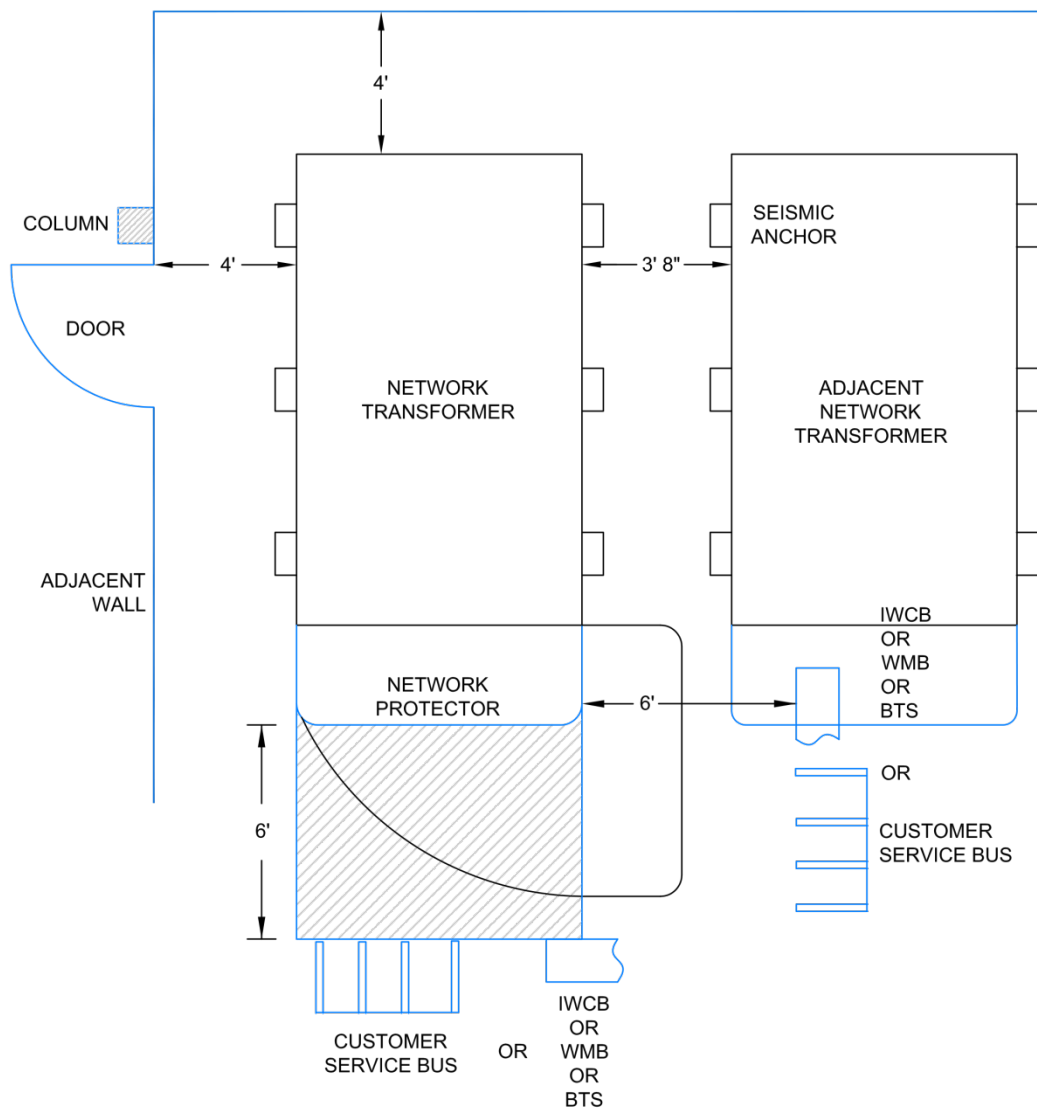 4'
COLUMN
SEISMIC
ANCHOR
4'
3' 8"
DOOR
NETWORK
TRANSFORMER
ADJACENT
NETWORK
TRANSFORMER
ADJACENT
WALL
IWCB
OR
WMB
OR
BTS
NETWORK
PROTECTOR
6'
OR
6'
CUSTOMER
SERVICE BUS
CUSTOMER
SERVICE BUS
OR
IWCB
OR
WMB
OR
BTS